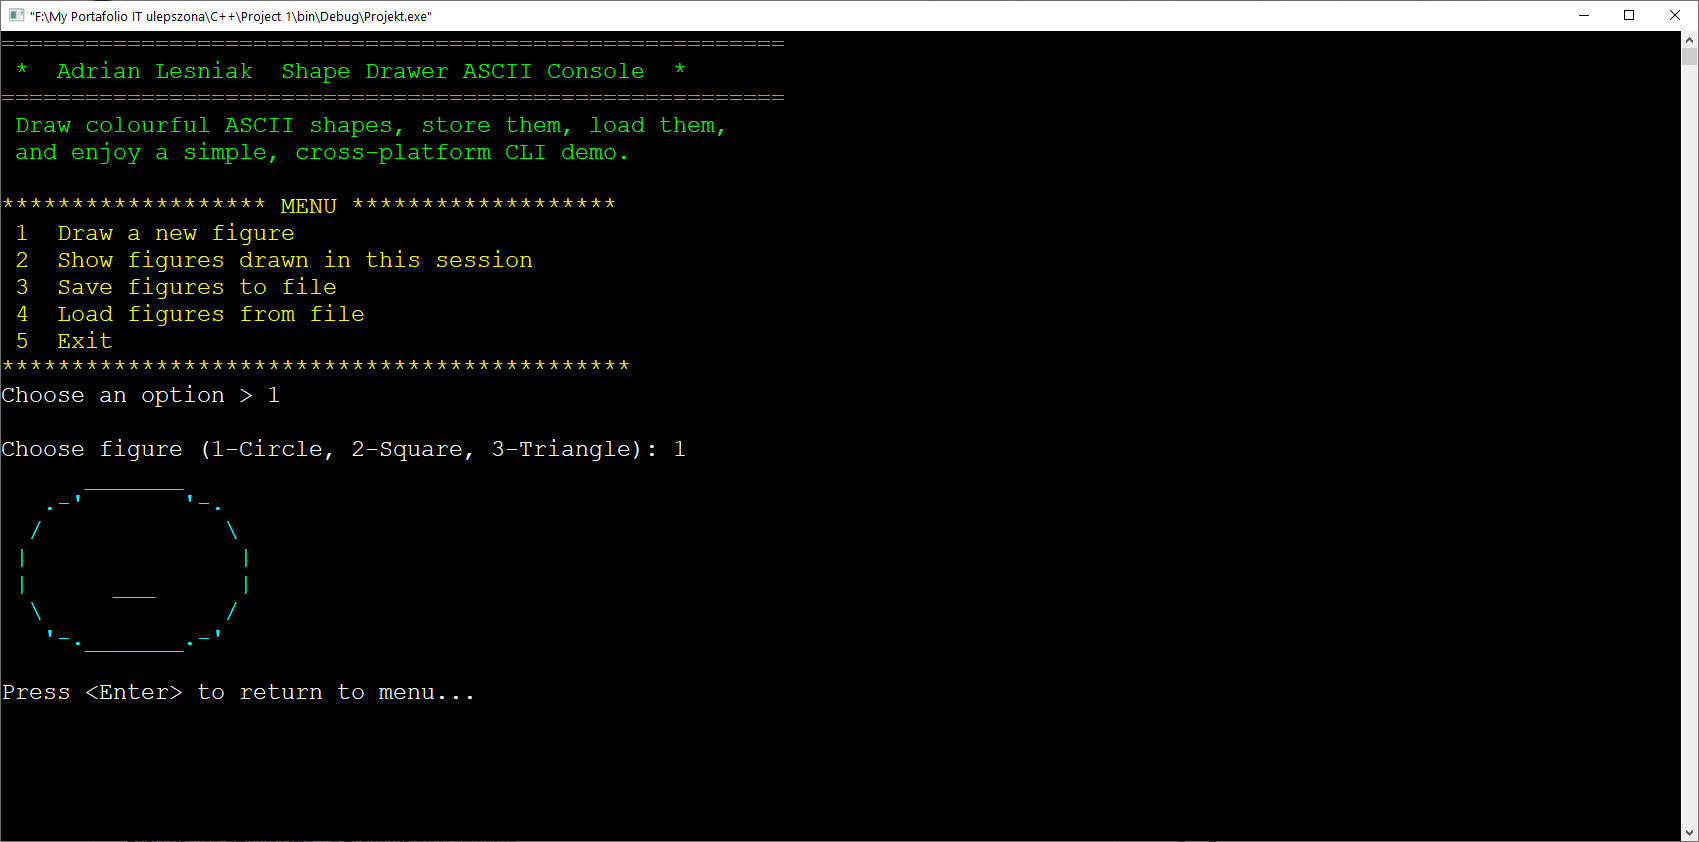 "F:\My Portafolio IT ulepszona\C++\Project 1\bin\Debug\Projekt.exe"
========================================================
 *  Adrian Lesniak  Shape Drawer ASCII Console  *
========================================================
 Draw colourful ASCII shapes, store them, load them,
 and enjoy a simple, cross-platform CLI demo.
******************* MENU *******************
 1  Draw a new figure
 2  Show figures drawn in this session
 3  Save figures to file
 4  Load figures from file
 5  Exit
*********************************************
Choose an option > 1
Choose figure (1-Circle, 2-Square, 3-Triangle): 1
      _______
   .-'       '-.
  /             \
 |               |
 |      ___      |
  \             /
   '-._______.-'
Press <Enter> to return to menu...